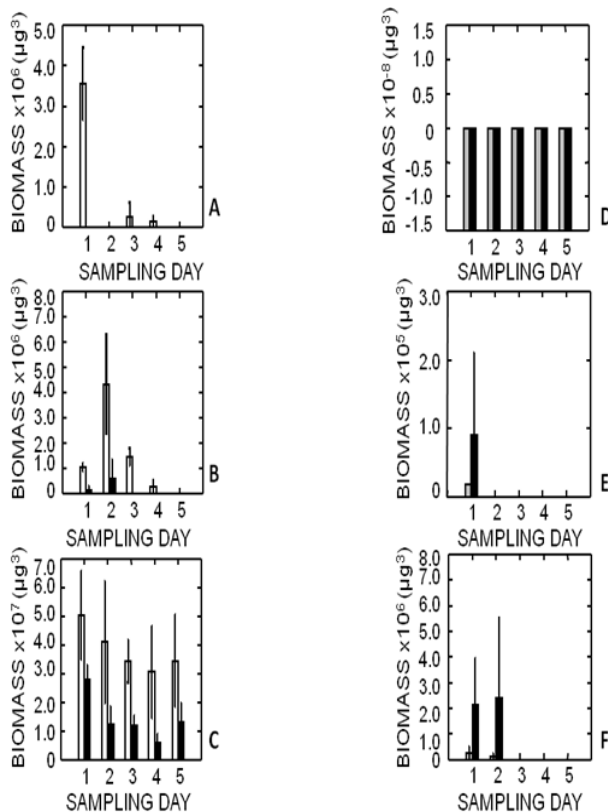 5.0
4.0
3.0
2.0
1.0
0
BIOMASS x10⁶ (µg³)
1 2 3 4 5
SAMPLING DAY
A
8.0
7.0
6.0
5.0
4.0
3.0
2.0
1.0
0
BIOMASS x10⁶ (µg³)
1 2 3 4 5
SAMPLING DAY
B
7.0
6.0
5.0
4.0
3.0
2.0
1.0
0
BIOMASS x10⁷ (µg³)
1 2 3 4 5
SAMPLING DAY
C
1.5
1.0
0.5
0
-0.5
-1.0
-1.5
BIOMASS x10⁻⁸ (µg³)
1 2 3 4 5
SAMPLING DAY
D
3.0
2.0
1.0
0
BIOMASS x10⁵ (µg³)
1 2 3 4 5
SAMPLING DAY
E
8.0
7.0
6.0
5.0
4.0
3.0
2.0
1.0
0
BIOMASS x10⁶ (µg³)
1 2 3 4 5
SAMPLING DAY
F